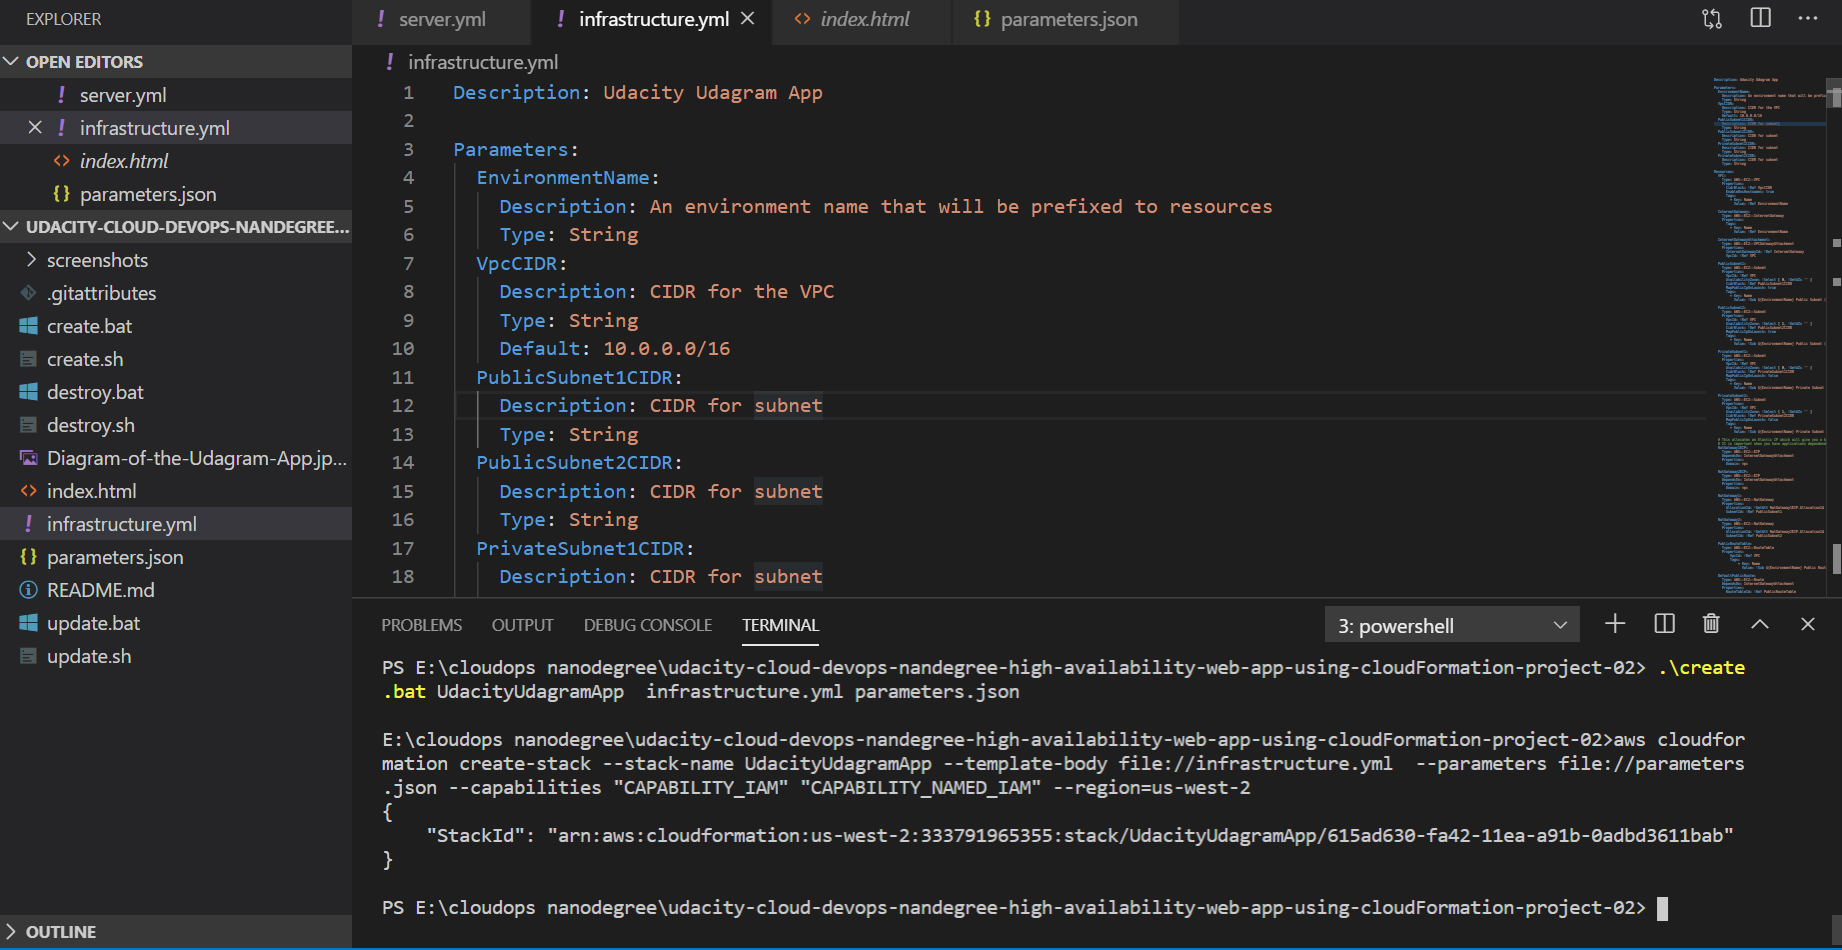 EXPLORER
OPEN EDITORS
! server.yml
! infrastructure.yml
<> index.html
{} parameters.json
UDACITY-CLOUD-DEVOPS-NANDEGREE...
screenshots
.gitattributes
create.bat
create.sh
destroy.bat
destroy.sh
Diagram-of-the-Udagram-App.jp...
<> index.html
! infrastructure.yml
{} parameters.json
README.md
update.bat
update.sh
OUTLINE
! server.yml ! infrastructure.yml <> index.html {} parameters.json
! infrastructure.yml
1 Description: Udacity Udagram App
2
3 Parameters:
4 EnvironmentName:
5 Description: An environment name that will be prefixed to resources
6 Type: String
7 VpcCIDR:
8 Description: CIDR for the VPC
9 Type: String
10 Default: 10.0.0.0/16
11 PublicSubnet1CIDR:
12 Description: CIDR for subnet
13 Type: String
14 PublicSubnet2CIDR:
15 Description: CIDR for subnet
16 Type: String
17 PrivateSubnet1CIDR:
18 Description: CIDR for subnet
PROBLEMS OUTPUT DEBUG CONSOLE TERMINAL 3: powershell
PS E:\cloudops nanodegree\udacity-cloud-devops-nandegree-high-availability-web-app-using-cloudFormation-project-02> .\create
.bat UdacityUdagramApp  infrastructure.yml parameters.json
E:\cloudops nanodegree\udacity-cloud-devops-nandegree-high-availability-web-app-using-cloudFormation-project-02>aws cloudfor
mation create-stack --stack-name UdacityUdagramApp --template-body file://infrastructure.yml  --parameters file://parameters
.json --capabilities "CAPABILITY_IAM" "CAPABILITY_NAMED_IAM" --region=us-west-2
{
"StackId": "arn:aws:cloudformation:us-west-2:333791965355:stack/UdacityUdagramApp/615ad630-fa42-11ea-a91b-0adbd3611bab"
}
PS E:\cloudops nanodegree\udacity-cloud-devops-nandegree-high-availability-web-app-using-cloudFormation-project-02>